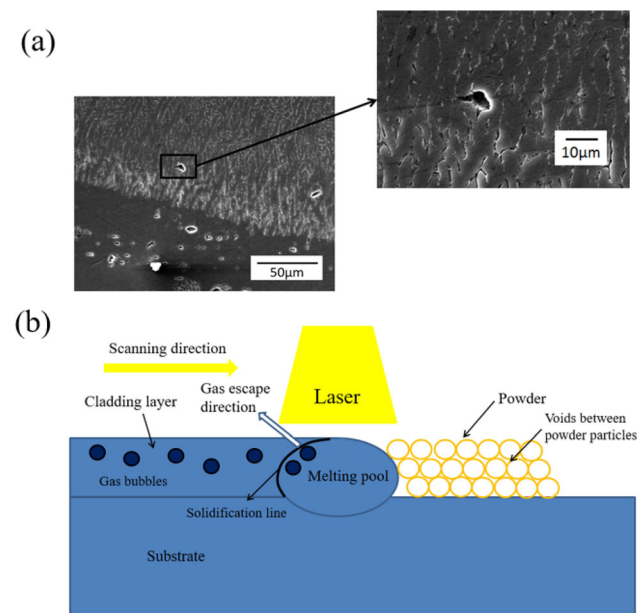 (a)
10μm
50μm
(b)
Scanning direction
Gas escape
direction
Laser
Cladding layer
Powder
Voids between
powder particles
Gas bubbles
Melting pool
Solidification line
Substrate